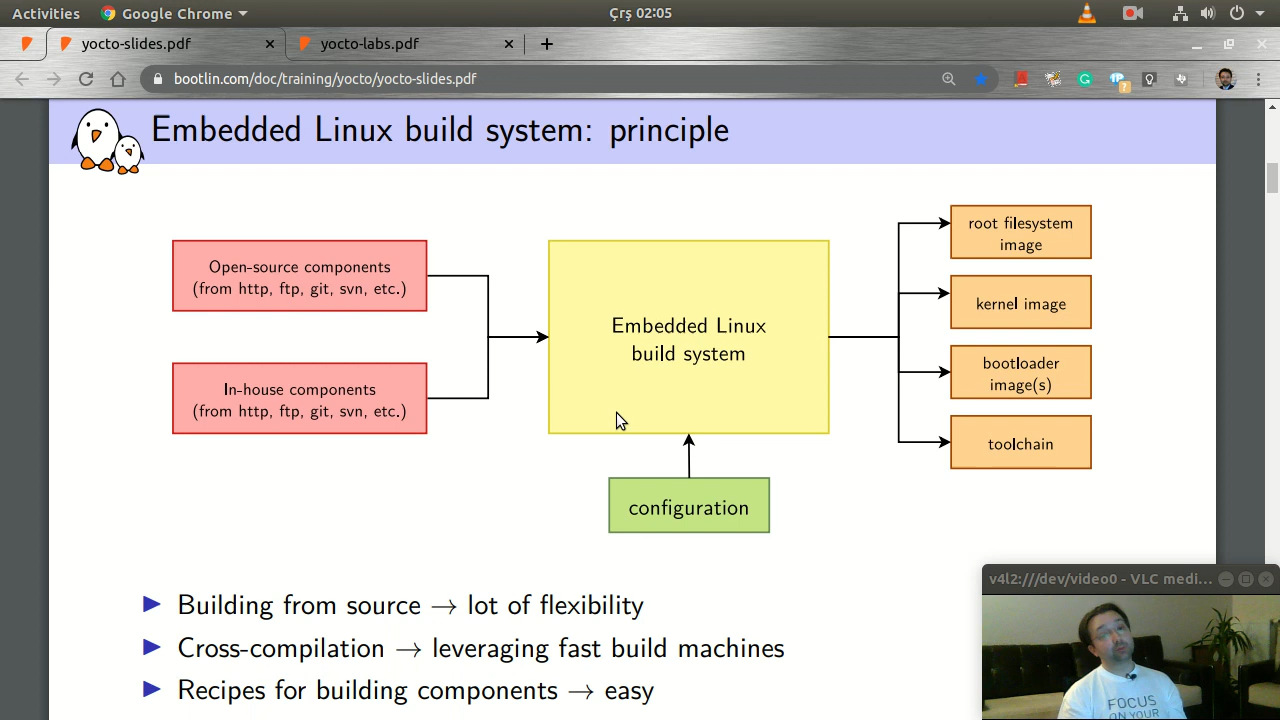 Activities
Google Chrome
Çrş 02:05
yocto-slides.pdf
yocto-labs.pdf
bootlin.com/doc/training/yocto/yocto-slides.pdf
Embedded Linux build system: principle
Open-source components
(from http, ftp, git, svn, etc.)
In-house components
(from http, ftp, git, svn, etc.)
Embedded Linux
build system
configuration
root filesystem
image
kernel image
bootloader
image(s)
toolchain
▶ Building from source → lot of flexibility
▶ Cross-compilation → leveraging fast build machines
▶ Recipes for building components → easy
v4l2:///dev/video0 - VLC medi...
FOCUS
ON YOUR